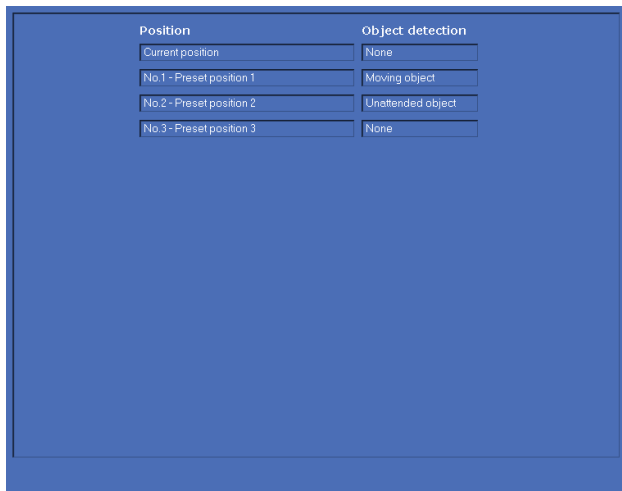 Position Object detection
Current position None
No.1 - Preset position 1 Moving object
No.2 - Preset position 2 Unattended object
No.3 - Preset position 3 None